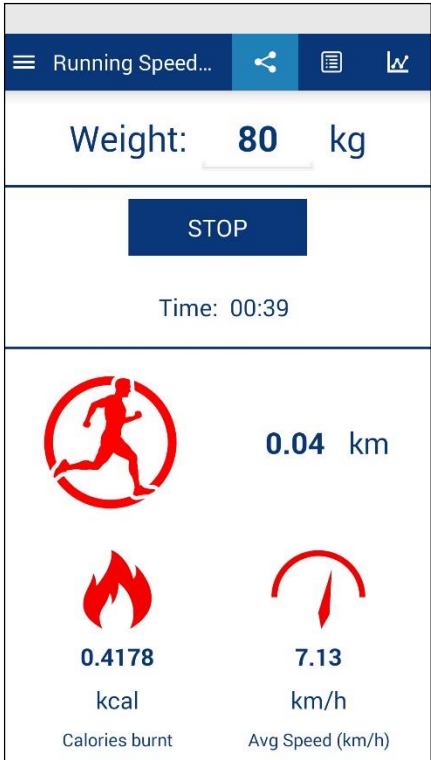 Running Speed...
Weight: 80 kg
STOP
Time: 00:39
0.04 km
0.4178 7.13
kcal km/h
Calories burnt Avg Speed (km/h)